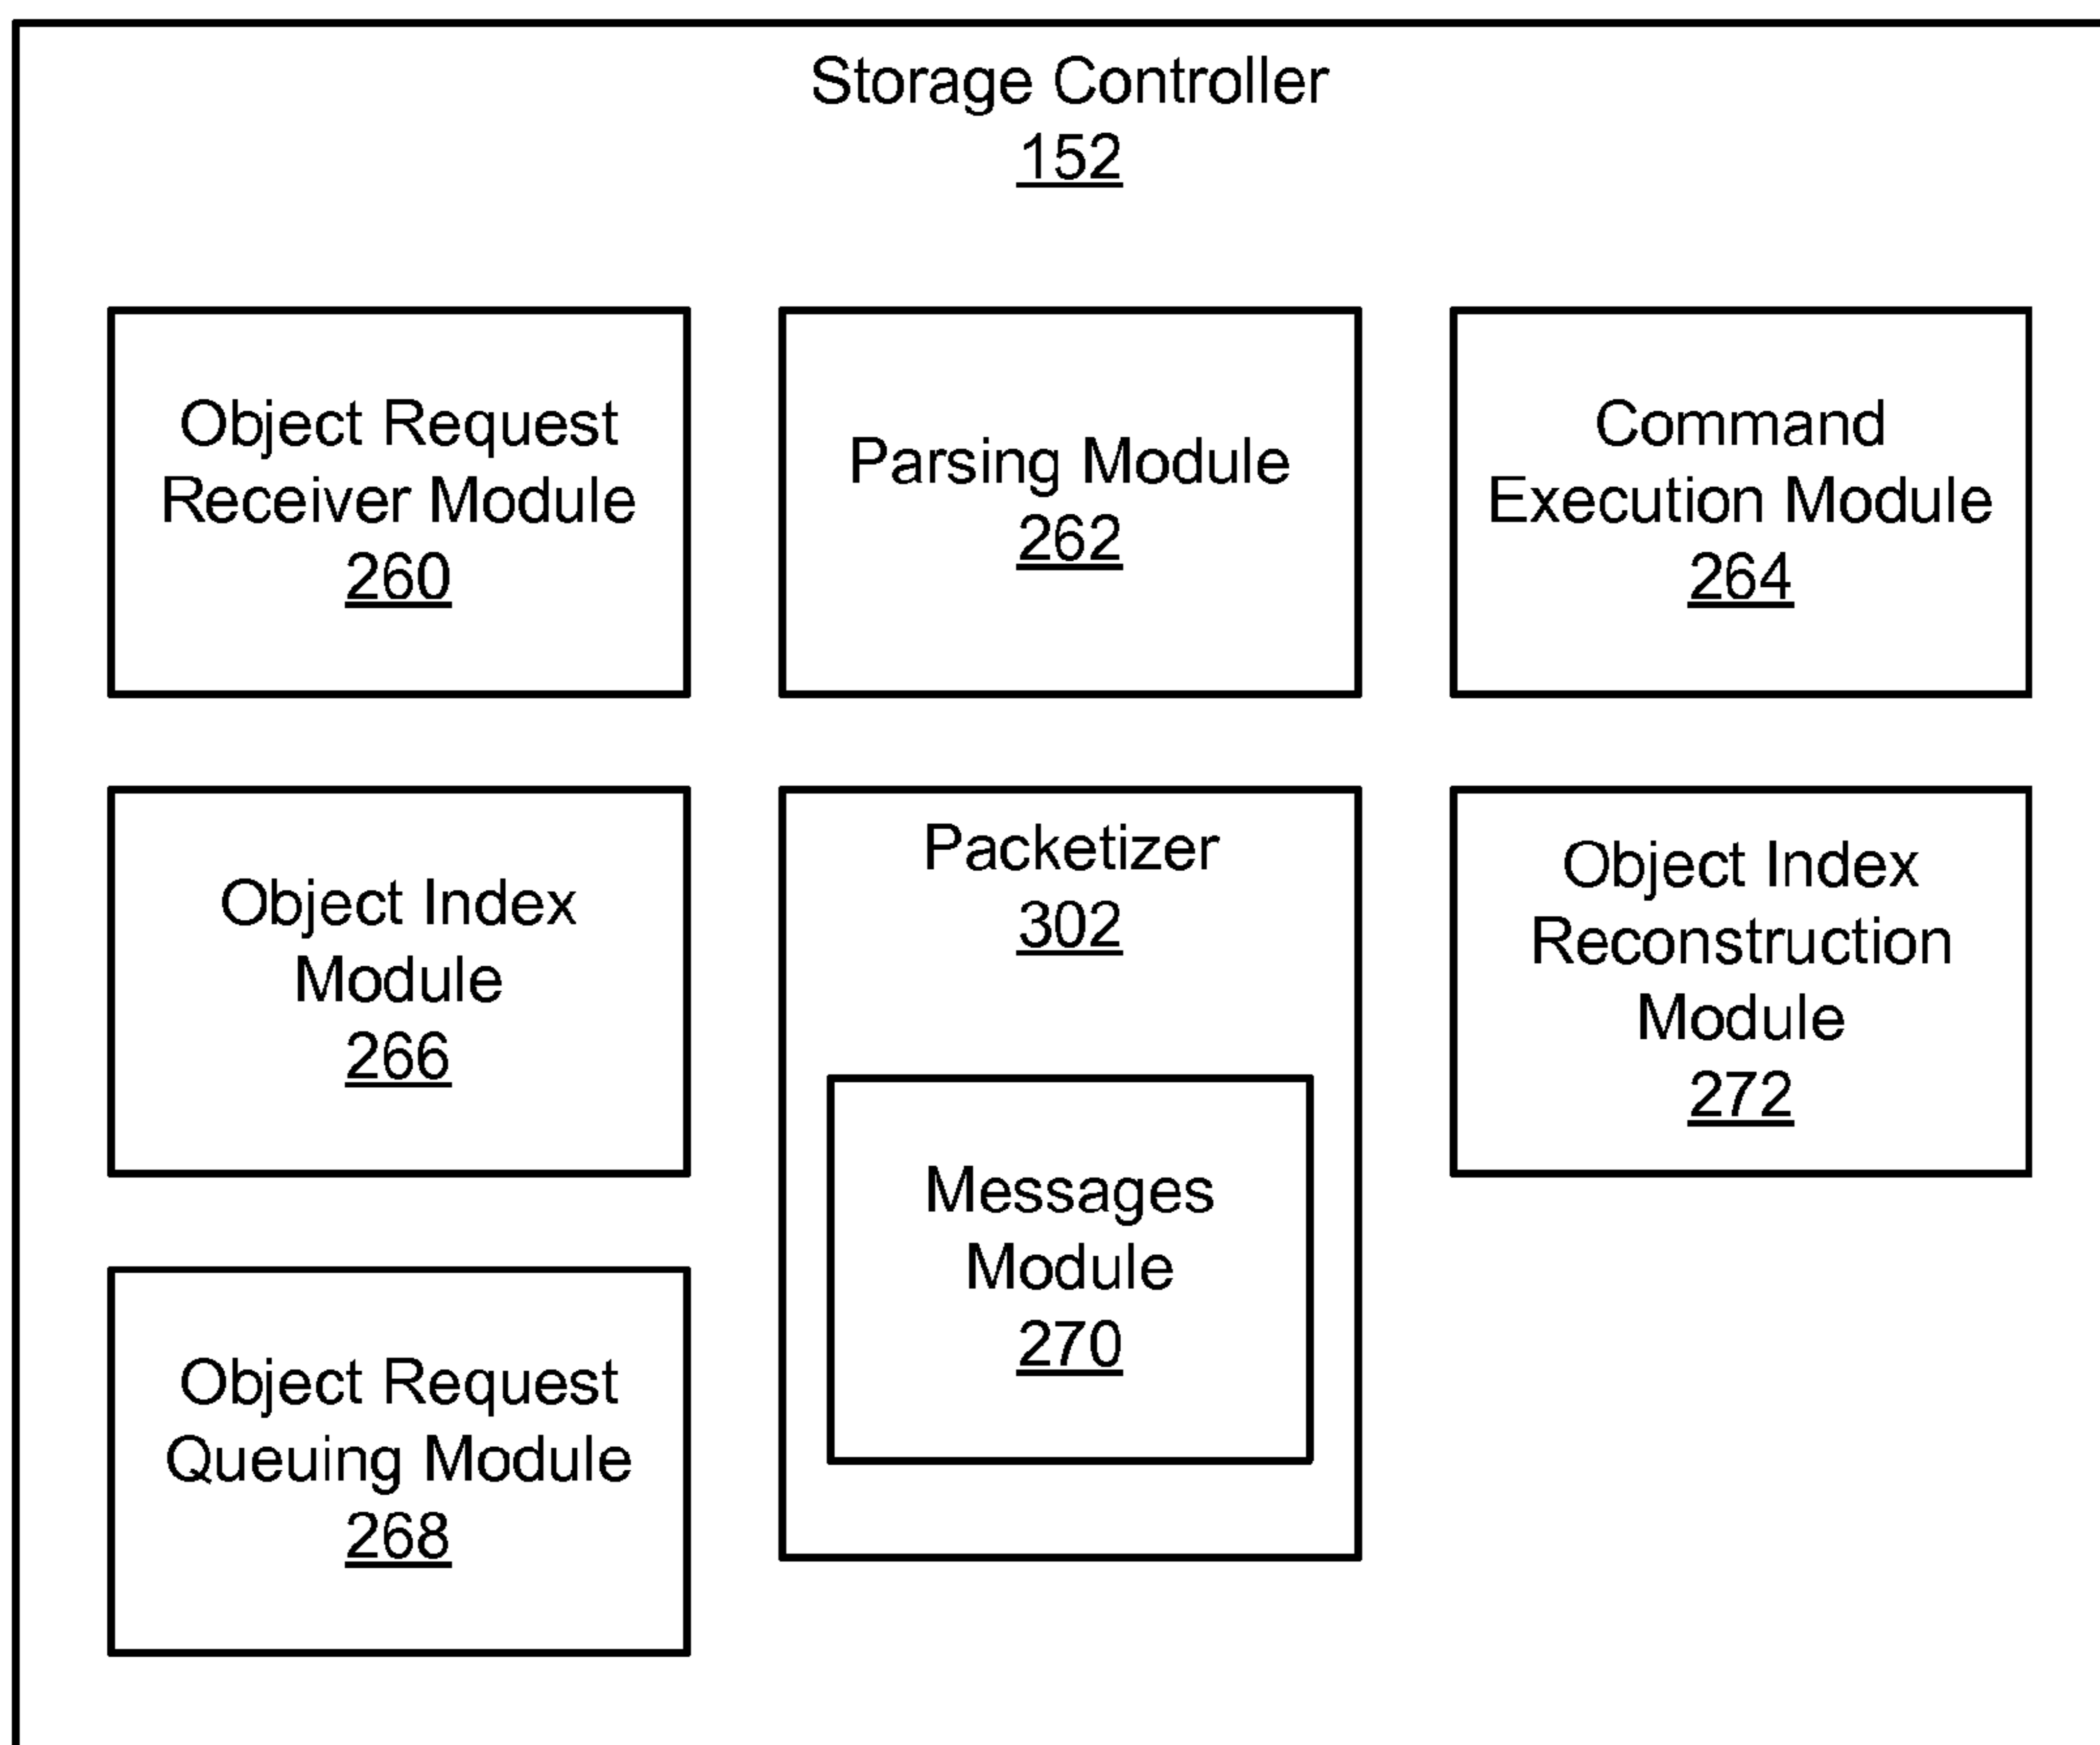 Storage Controller
152
Object Request
Receiver Module
260
Parsing Module
262
Command
Execution Module
264
Object Index
Module
266
Packetizer
302
Messages
Module
270
Object Index
Reconstruction
Module
272
Object Request
Queuing Module
268